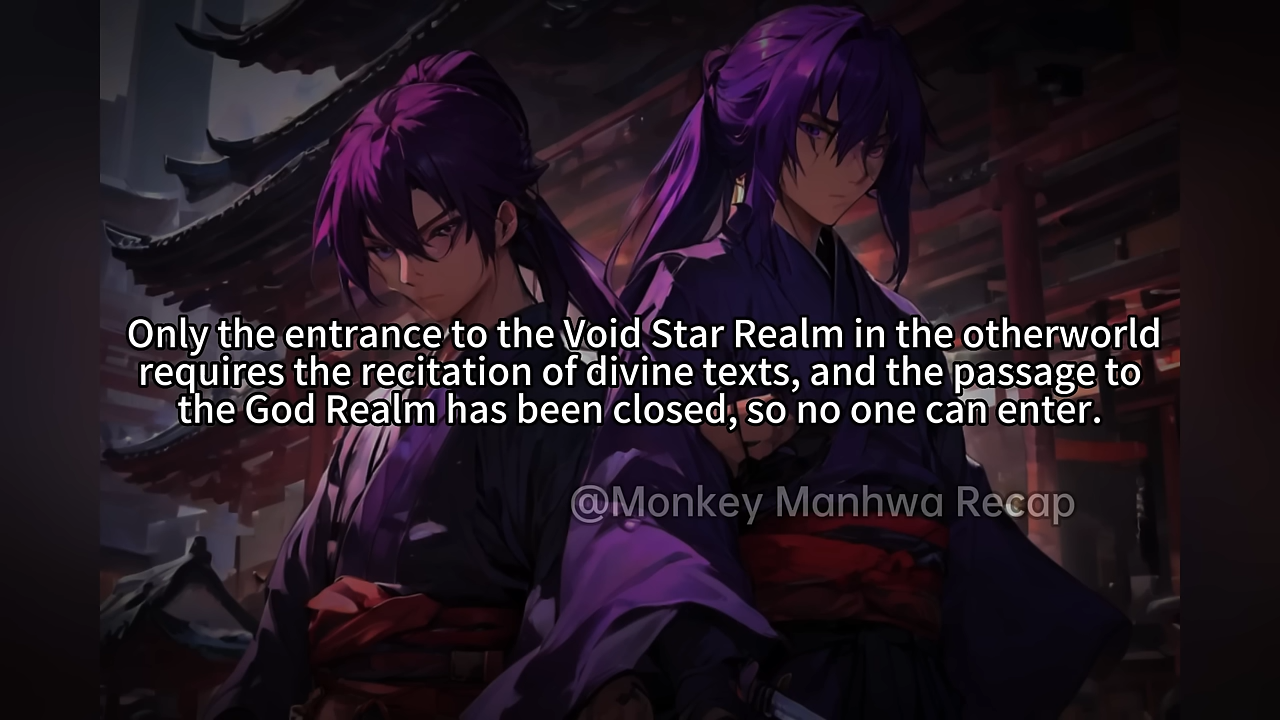 Only the entrance to the Void Star Realm in the otherworld
requires the recitation of divine texts, and the passage to
the God Realm has been closed, so no one can enter.
@Monkey Manhwa Recap